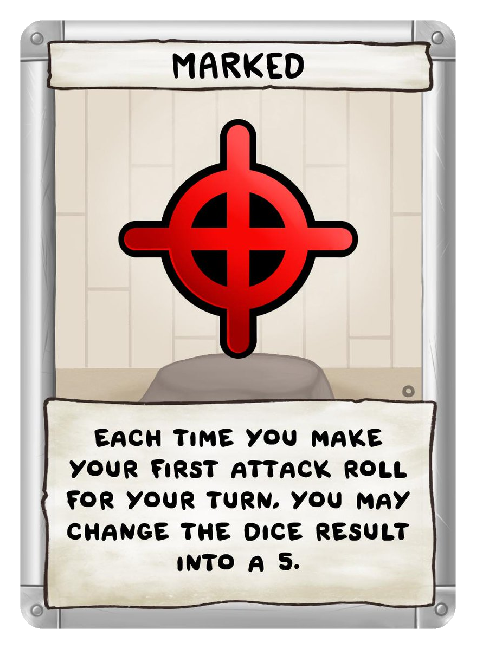 MARKED
EACH TIME YOU MAKE
YOUR FIRST ATTACK ROLL
FOR YOUR TURN, YOU MAY
CHANGE THE DICE RESULT
INTO A 5.